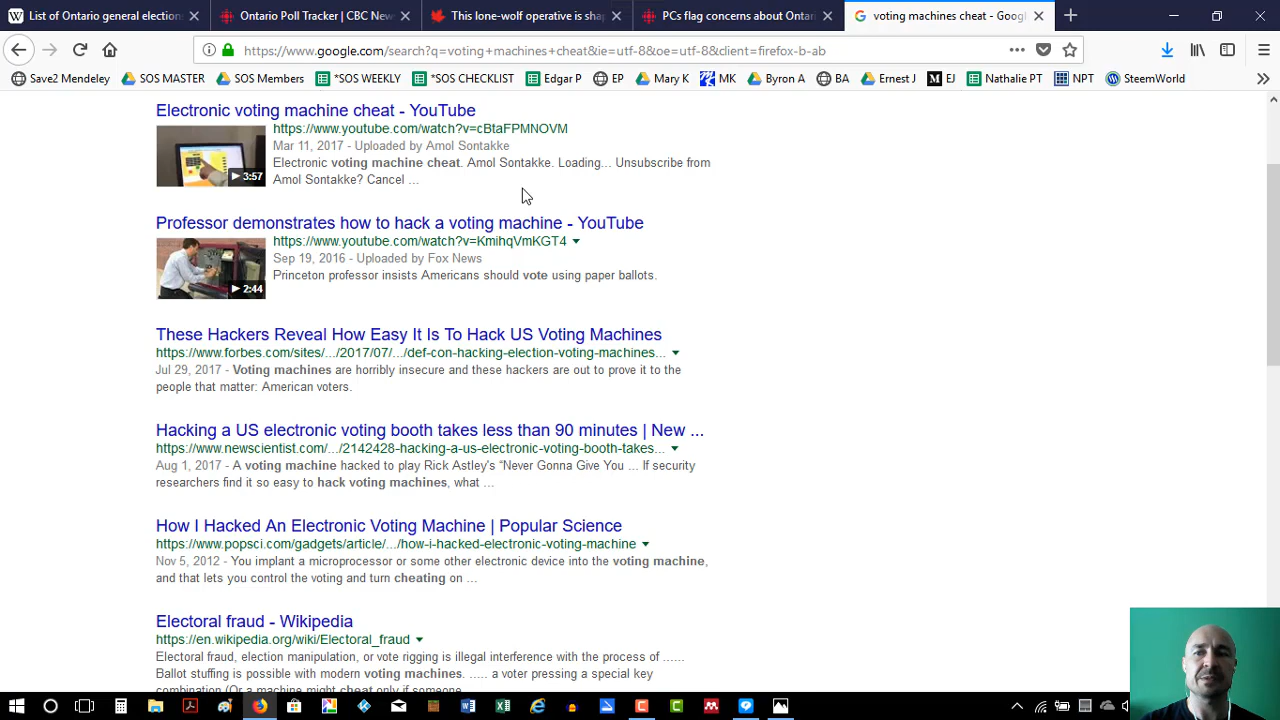 List of Ontario general elections
Ontario Poll Tracker | CBC New
This lone-wolf operative is shap
PCs flag concerns about Ontari
voting machines cheat - Googl
https://www.google.com/search?q=voting+machines+cheat&ie=utf-8&oe=utf-8&client=firefox-b-ab
Save2 Mendeley
SOS MASTER
SOS Members
*SOS WEEKLY
*SOS CHECKLIST
Edgar P
EP
Mary K
MK
Byron A
BA
Ernest J
EJ
Nathalie PT
NPT
SteemWorld
Electronic voting machine cheat - YouTube
https://www.youtube.com/watch?v=cBtaFPMNOVM
Mar 11, 2017 - Uploaded by Amol Sontakke
Electronic voting machine cheat. Amol Sontakke. Loading... Unsubscribe from
3:57
Amol Sontakke? Cancel ...
Professor demonstrates how to hack a voting machine - YouTube
https://www.youtube.com/watch?v=KmihqVmKGT4
Sep 19, 2016 - Uploaded by Fox News
Princeton professor insists Americans should vote using paper ballots.
2:44
These Hackers Reveal How Easy It Is To Hack US Voting Machines
https://www.forbes.com/sites/.../2017/07/.../def-con-hacking-election-voting-machines...
Jul 29, 2017 - Voting machines are horribly insecure and these hackers are out to prove it to the
people that matter: American voters.
Hacking a US electronic voting booth takes less than 90 minutes | New ...
https://www.newscientist.com/.../2142428-hacking-a-us-electronic-voting-booth-takes...
Aug 1, 2017 - A voting machine hacked to play Rick Astley's “Never Gonna Give You ... If security
researchers find it so easy to hack voting machines, what ...
How I Hacked An Electronic Voting Machine | Popular Science
https://www.popsci.com/gadgets/article/.../how-i-hacked-electronic-voting-machine
Nov 5, 2012 - You implant a microprocessor or some other electronic device into the voting machine,
and that lets you control the voting and turn cheating on ...
Electoral fraud - Wikipedia
https://en.wikipedia.org/wiki/Electoral_fraud
Electoral fraud, election manipulation, or vote rigging is illegal interference with the process of ......
Ballot stuffing is possible with modern voting machines. ..... a voter pressing a special key
combination (Or a machine might cheat only if someone